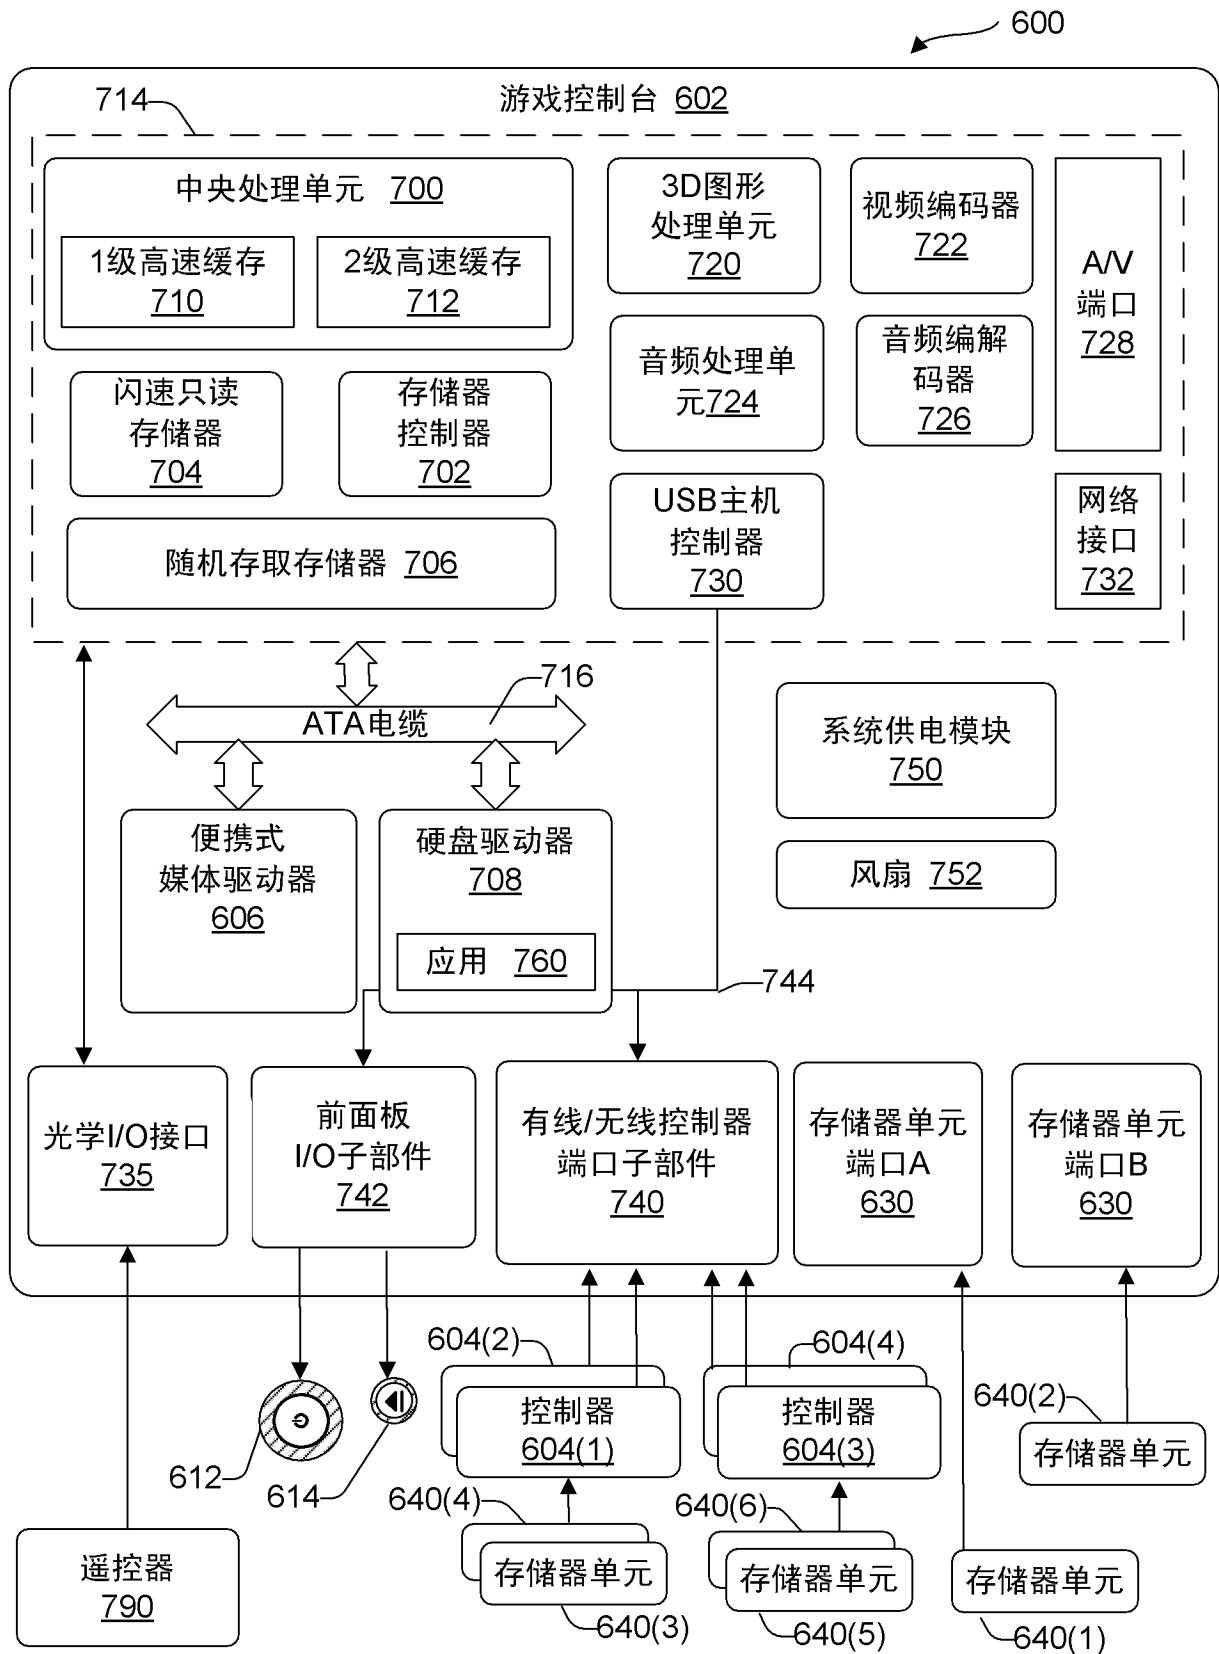 600
游戏控制台 602
714
中央处理单元 700
1级高速缓存
710
2级高速缓存
712
3D图形
处理单元
720
视频编码器
722
A/V
端口
728
闪速只读
存储器
704
存储器
控制器
702
音频处理单
元724
音频编解
码器
726
随机存取存储器 706
USB主机
控制器
730
网络
接口
732
716
ATA电缆
系统供电模块
750
便携式
媒体驱动器
606
硬盘驱动器
708
应用 760
风扇 752
744
光学I/O接口
735
前面板
I/O子部件
742
有线/无线控制器
端口子部件
740
存储器单元
端口A
630
存储器单元
端口B
630
612
614
604(2)
控制器
604(1)
604(4)
控制器
604(3)
640(2)
存储器单元
640(4)
存储器单元
640(3)
640(6)
存储器单元
640(5)
存储器单元
640(1)
遥控器
790